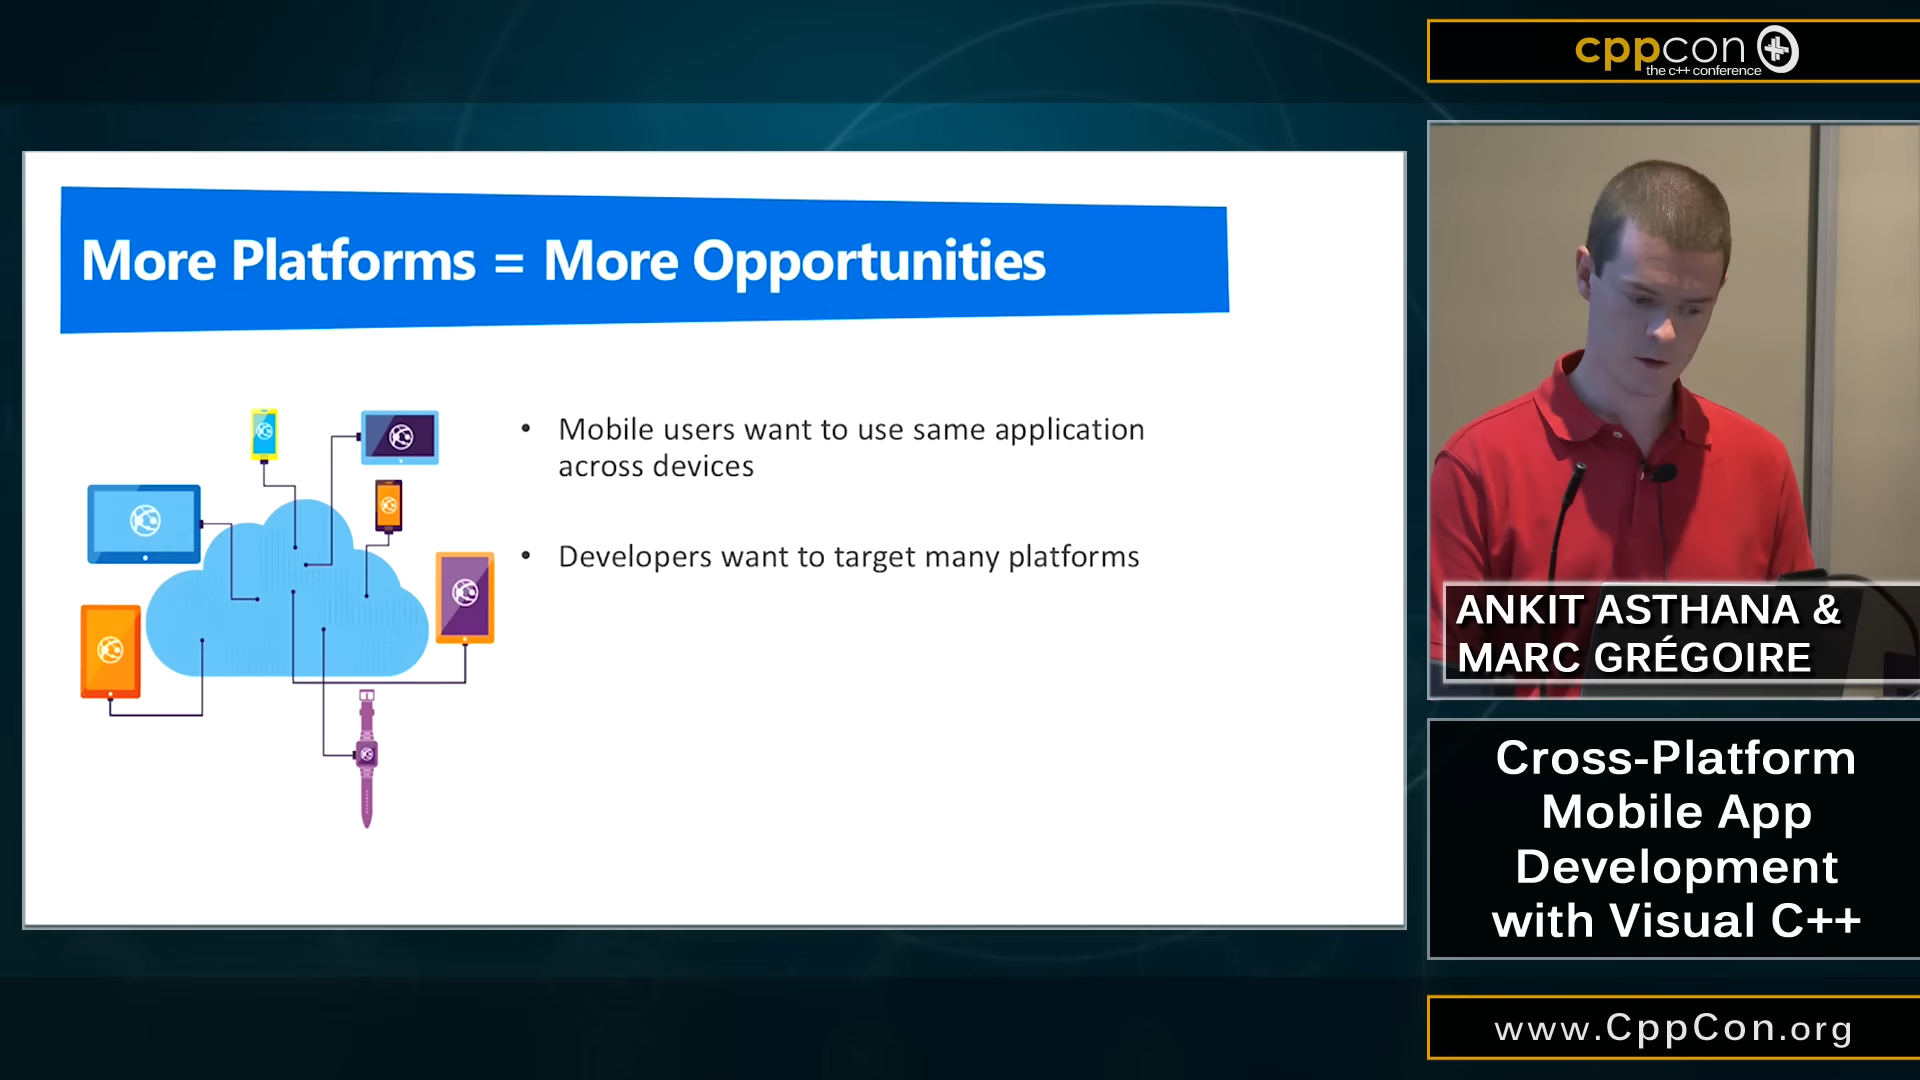 cppcon
the c++ conference
More Platforms = More Opportunities
• Mobile users want to use same application
across devices
• Developers want to target many platforms
ANKIT ASTHANA &
MARC GRÉGOIRE
Cross-Platform
Mobile App
Development
with Visual C++
www.CppCon.org